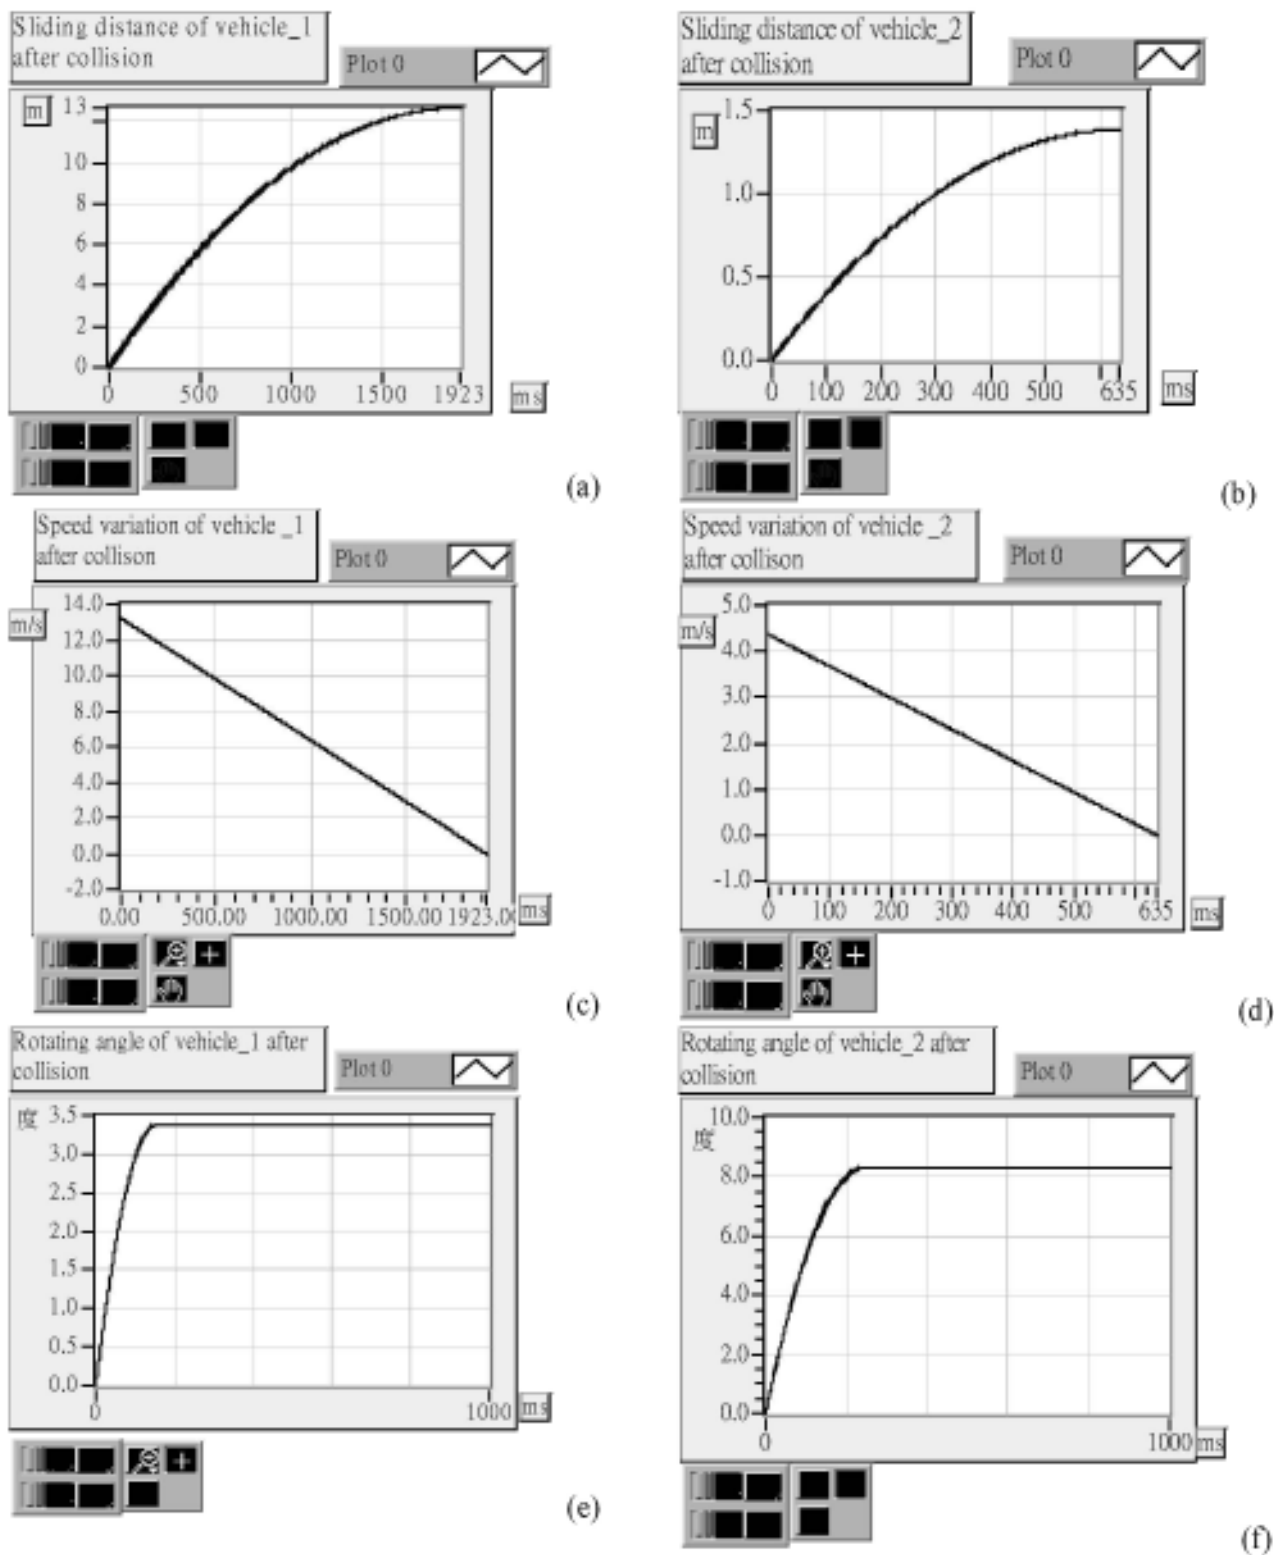 Sliding distance of vehicle_1
after collision
Plot 0
m
13
10
8
6
4
2
0
0 500 1000 1500 1923
ms
(a)
Sliding distance of vehicle_2
after collision
Plot 0
m
1.5
1.0
0.5
0.0
0 100 200 300 400 500 635
ms
(b)
Speed variation of vehicle _1
after collison
Plot 0
m/s
14.0
12.0
10.0
8.0
6.0
4.0
2.0
0.0
-2.0
0.00 500.00 1000.00 1500.00 1923.00
ms
(c)
Speed variation of vehicle _2
after collison
Plot 0
m/s
5.0
4.0
3.0
2.0
1.0
0.0
-1.0
0 100 200 300 400 500 635
ms
(d)
Rotating angle of vehicle_1 after
collision
Plot 0
度
3.5
3.0
2.5
2.0
1.5
1.0
0.5
0.0
0 1000
ms
(e)
Rotating angle of vehicle_2 after
collision
Plot 0
度
10.0
8.0
6.0
4.0
2.0
0.0
0 1000
ms
(f)